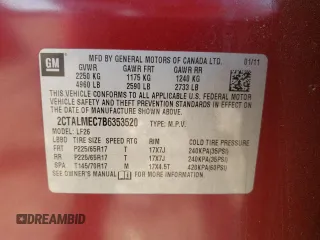 GM
MFD BY GENERAL MOTORS OF CANADA LTD. 01/11
GVWR GAWR FRT GAWR RR
2250 KG 1175 KG 1240 KG
4960 LB 2590 LB 2733 LB
THIS VEHICLE CONFORMS TO ALL APPLICABLE U.S.
FEDERAL MOTOR VEHICLE SAFETY, BUMPER, AND
THEFT PREVENTION STANDARDS IN EFFECT ON THE
DATE OF MANUFACTURE SHOWN ABOVE.
2CTALMEC7B6353520 TYPE: M.P.V.
MODEL: LF26
TIRE SIZE SPEED RTG RIM COLD TIRE PRESSURE
FRT P225/65R17 T 17X7J 240KPA(35PSI)
RR P225/65R17 T 17X7J 240KPA(35PSI)
SPA T145/70R17 M 17X4.5T 420KPA(60PSI)
SEE OWNER'S MANUAL FOR
DREAMBID